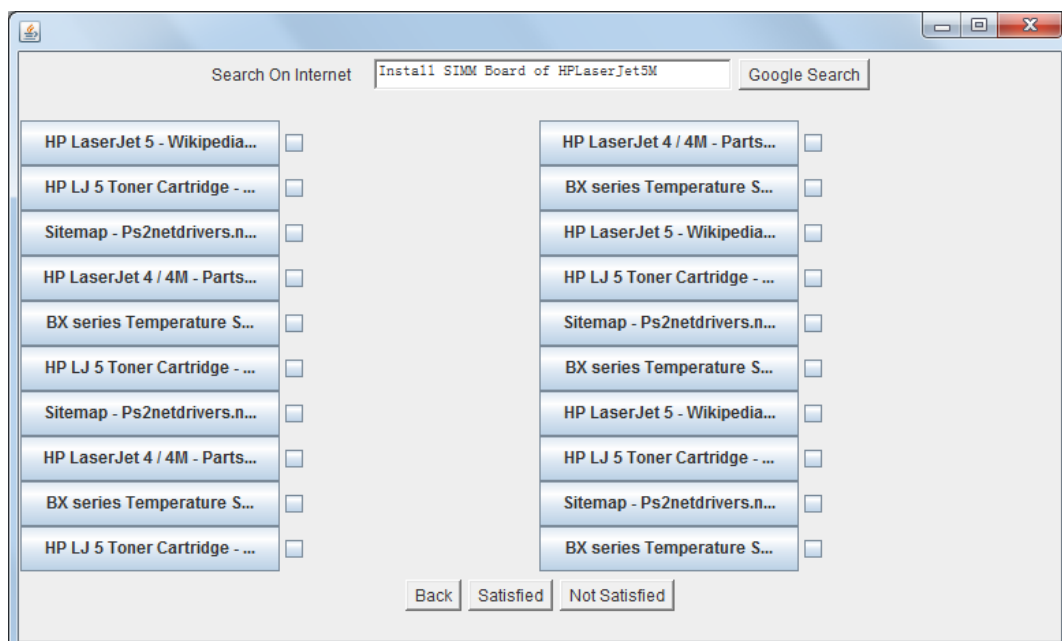 Search On Internet Install SIMM Board of HPLaserJet5M Google Search
HP LaserJet 5 - Wikipedia... HP LaserJet 4 / 4M - Parts...
HP LJ 5 Toner Cartridge - ... BX series Temperature S...
Sitemap - Ps2netdrivers.n... HP LaserJet 5 - Wikipedia...
HP LaserJet 4 / 4M - Parts... HP LJ 5 Toner Cartridge - ...
BX series Temperature S... Sitemap - Ps2netdrivers.n...
HP LJ 5 Toner Cartridge - ... BX series Temperature S...
Sitemap - Ps2netdrivers.n... HP LaserJet 5 - Wikipedia...
HP LaserJet 4 / 4M - Parts... HP LJ 5 Toner Cartridge - ...
BX series Temperature S... Sitemap - Ps2netdrivers.n...
HP LJ 5 Toner Cartridge - ... BX series Temperature S...
Back Satisfied Not Satisfied